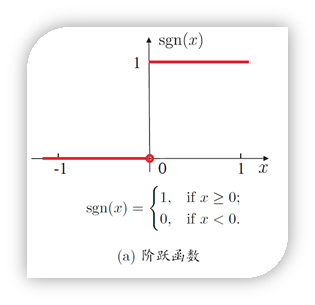 sgn(x)
1
-1 0 1 x
sgn(x) = { 1, if x ≥ 0;
0, if x < 0.
(a) 阶跃函数